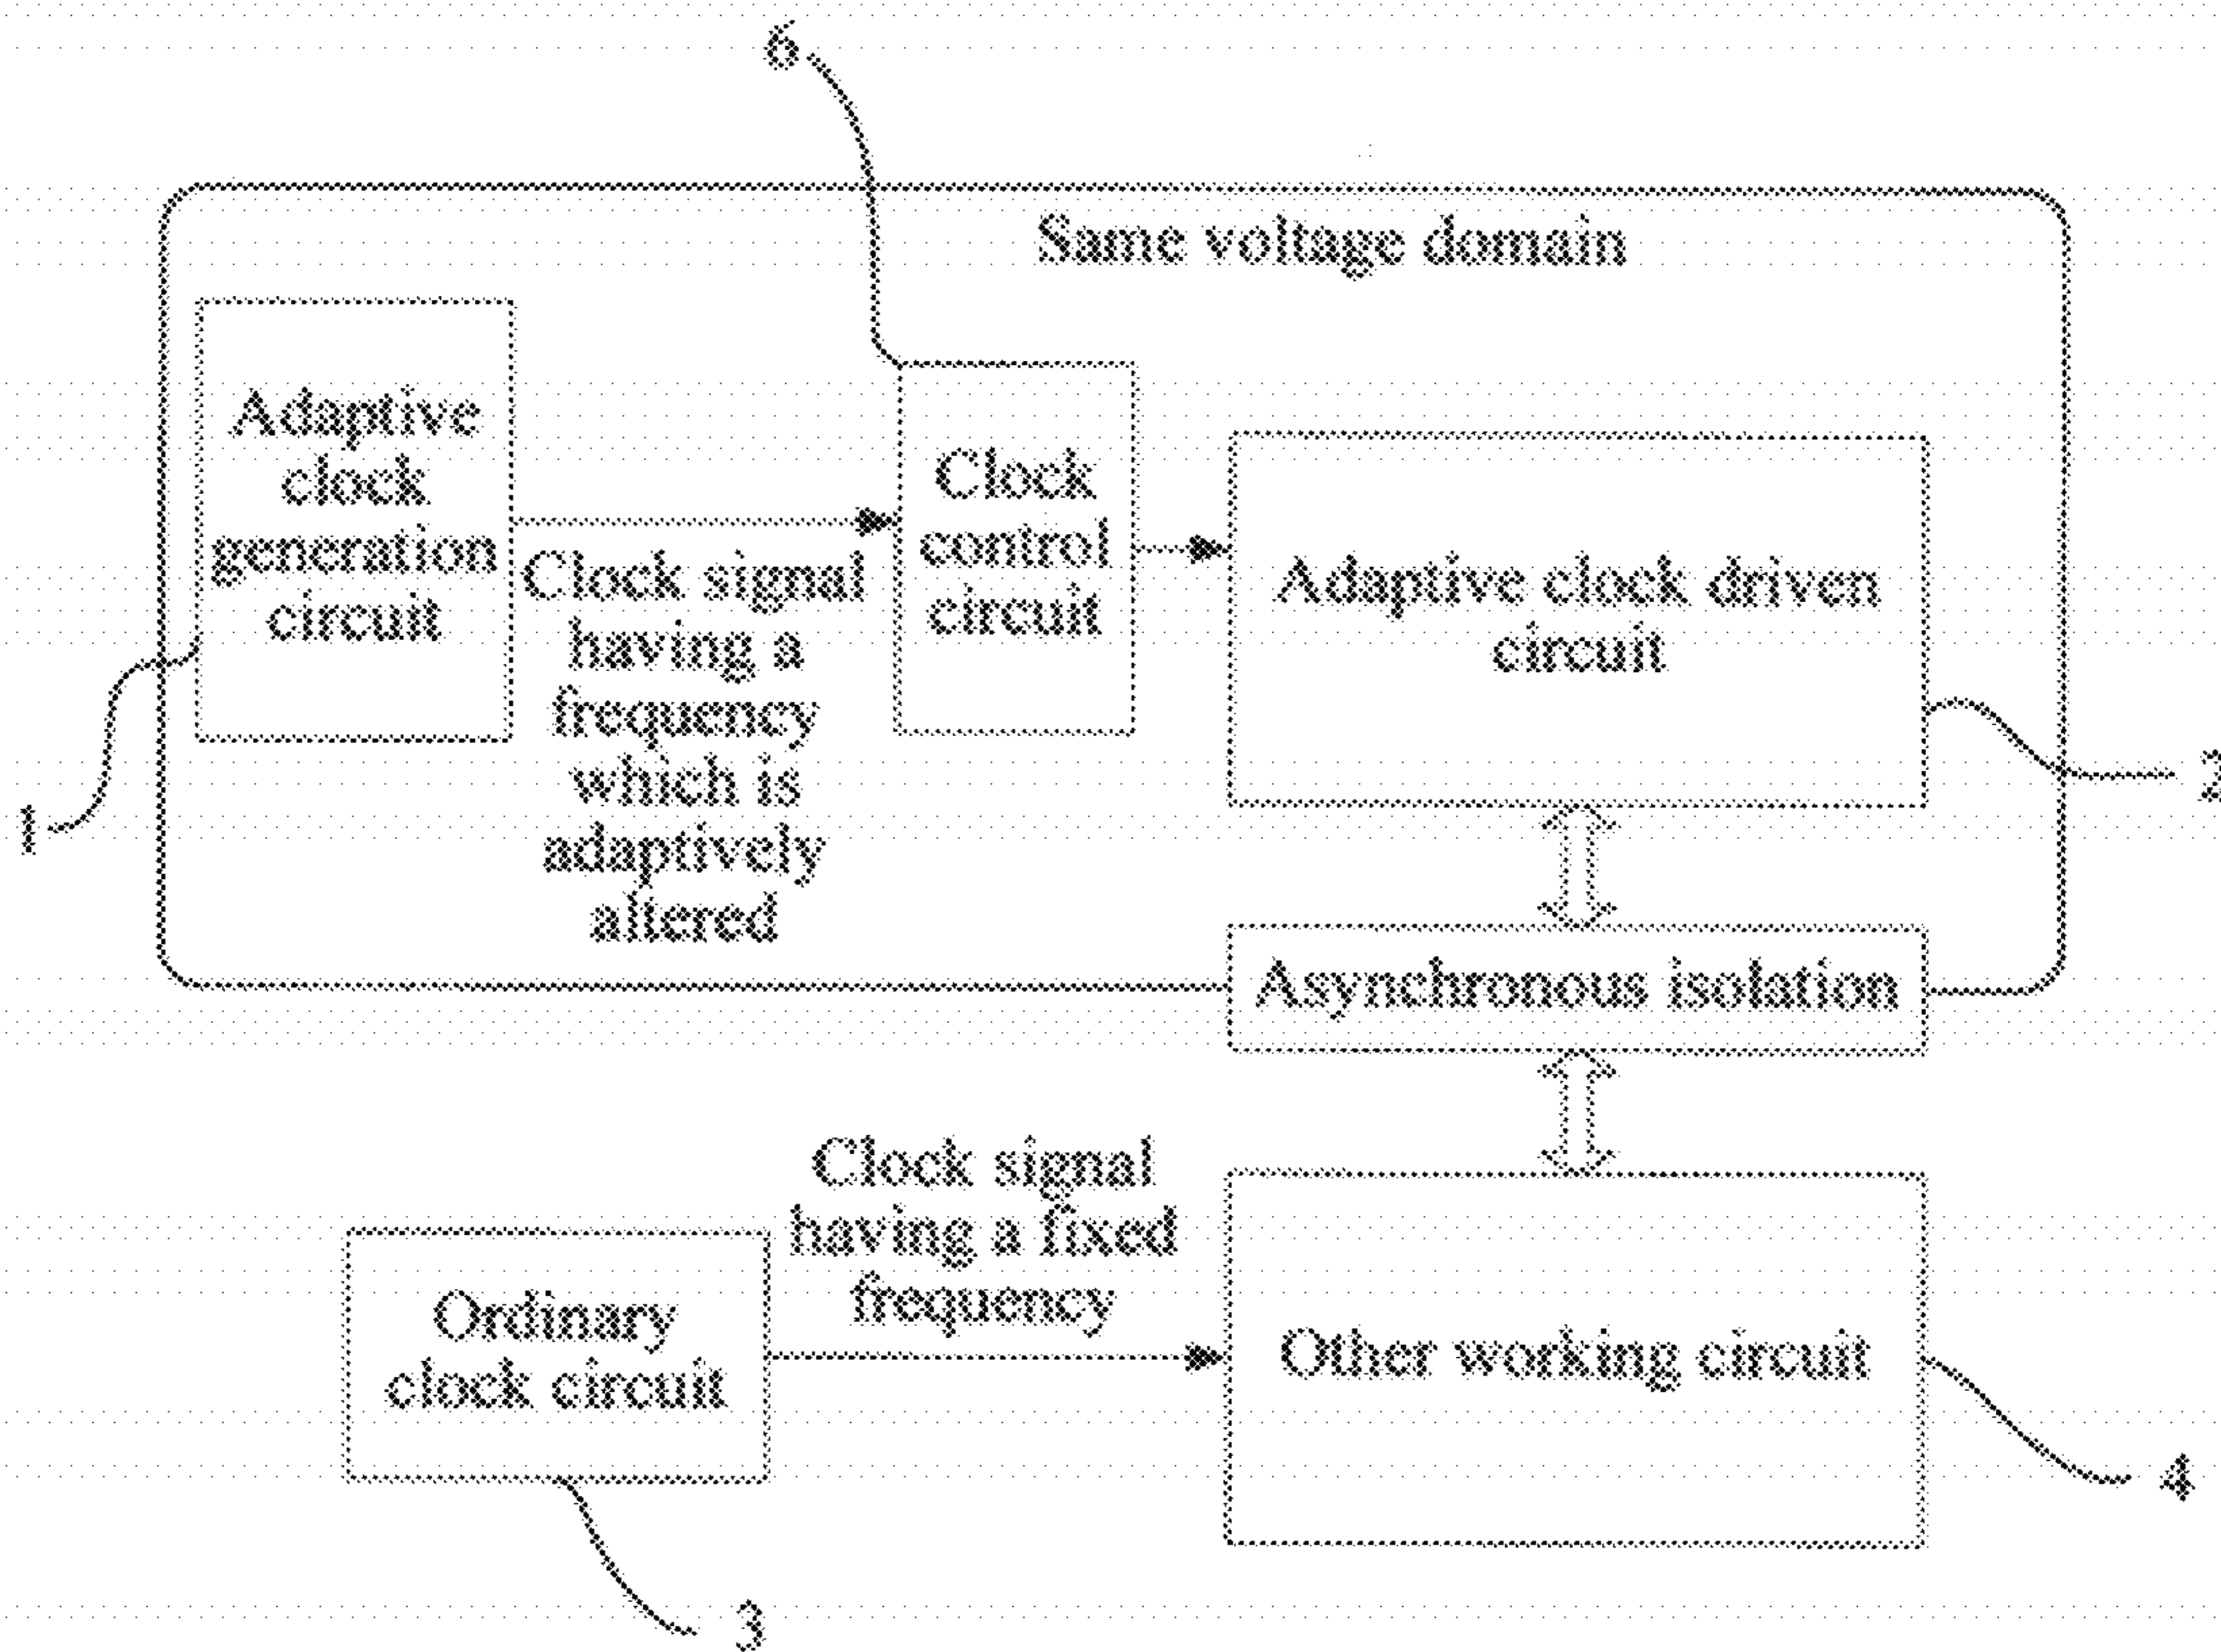 6
Same voltage domain
Adaptive
clock
generation
circuit
Clock signal
having a
frequency
which is
adaptively
altered
Clock
control
circuit
Adaptive clock driven
circuit
1
2
Asynchronous isolation
Clock signal
having a fixed
frequency
Ordinary
clock circuit
Other working circuit
4
3